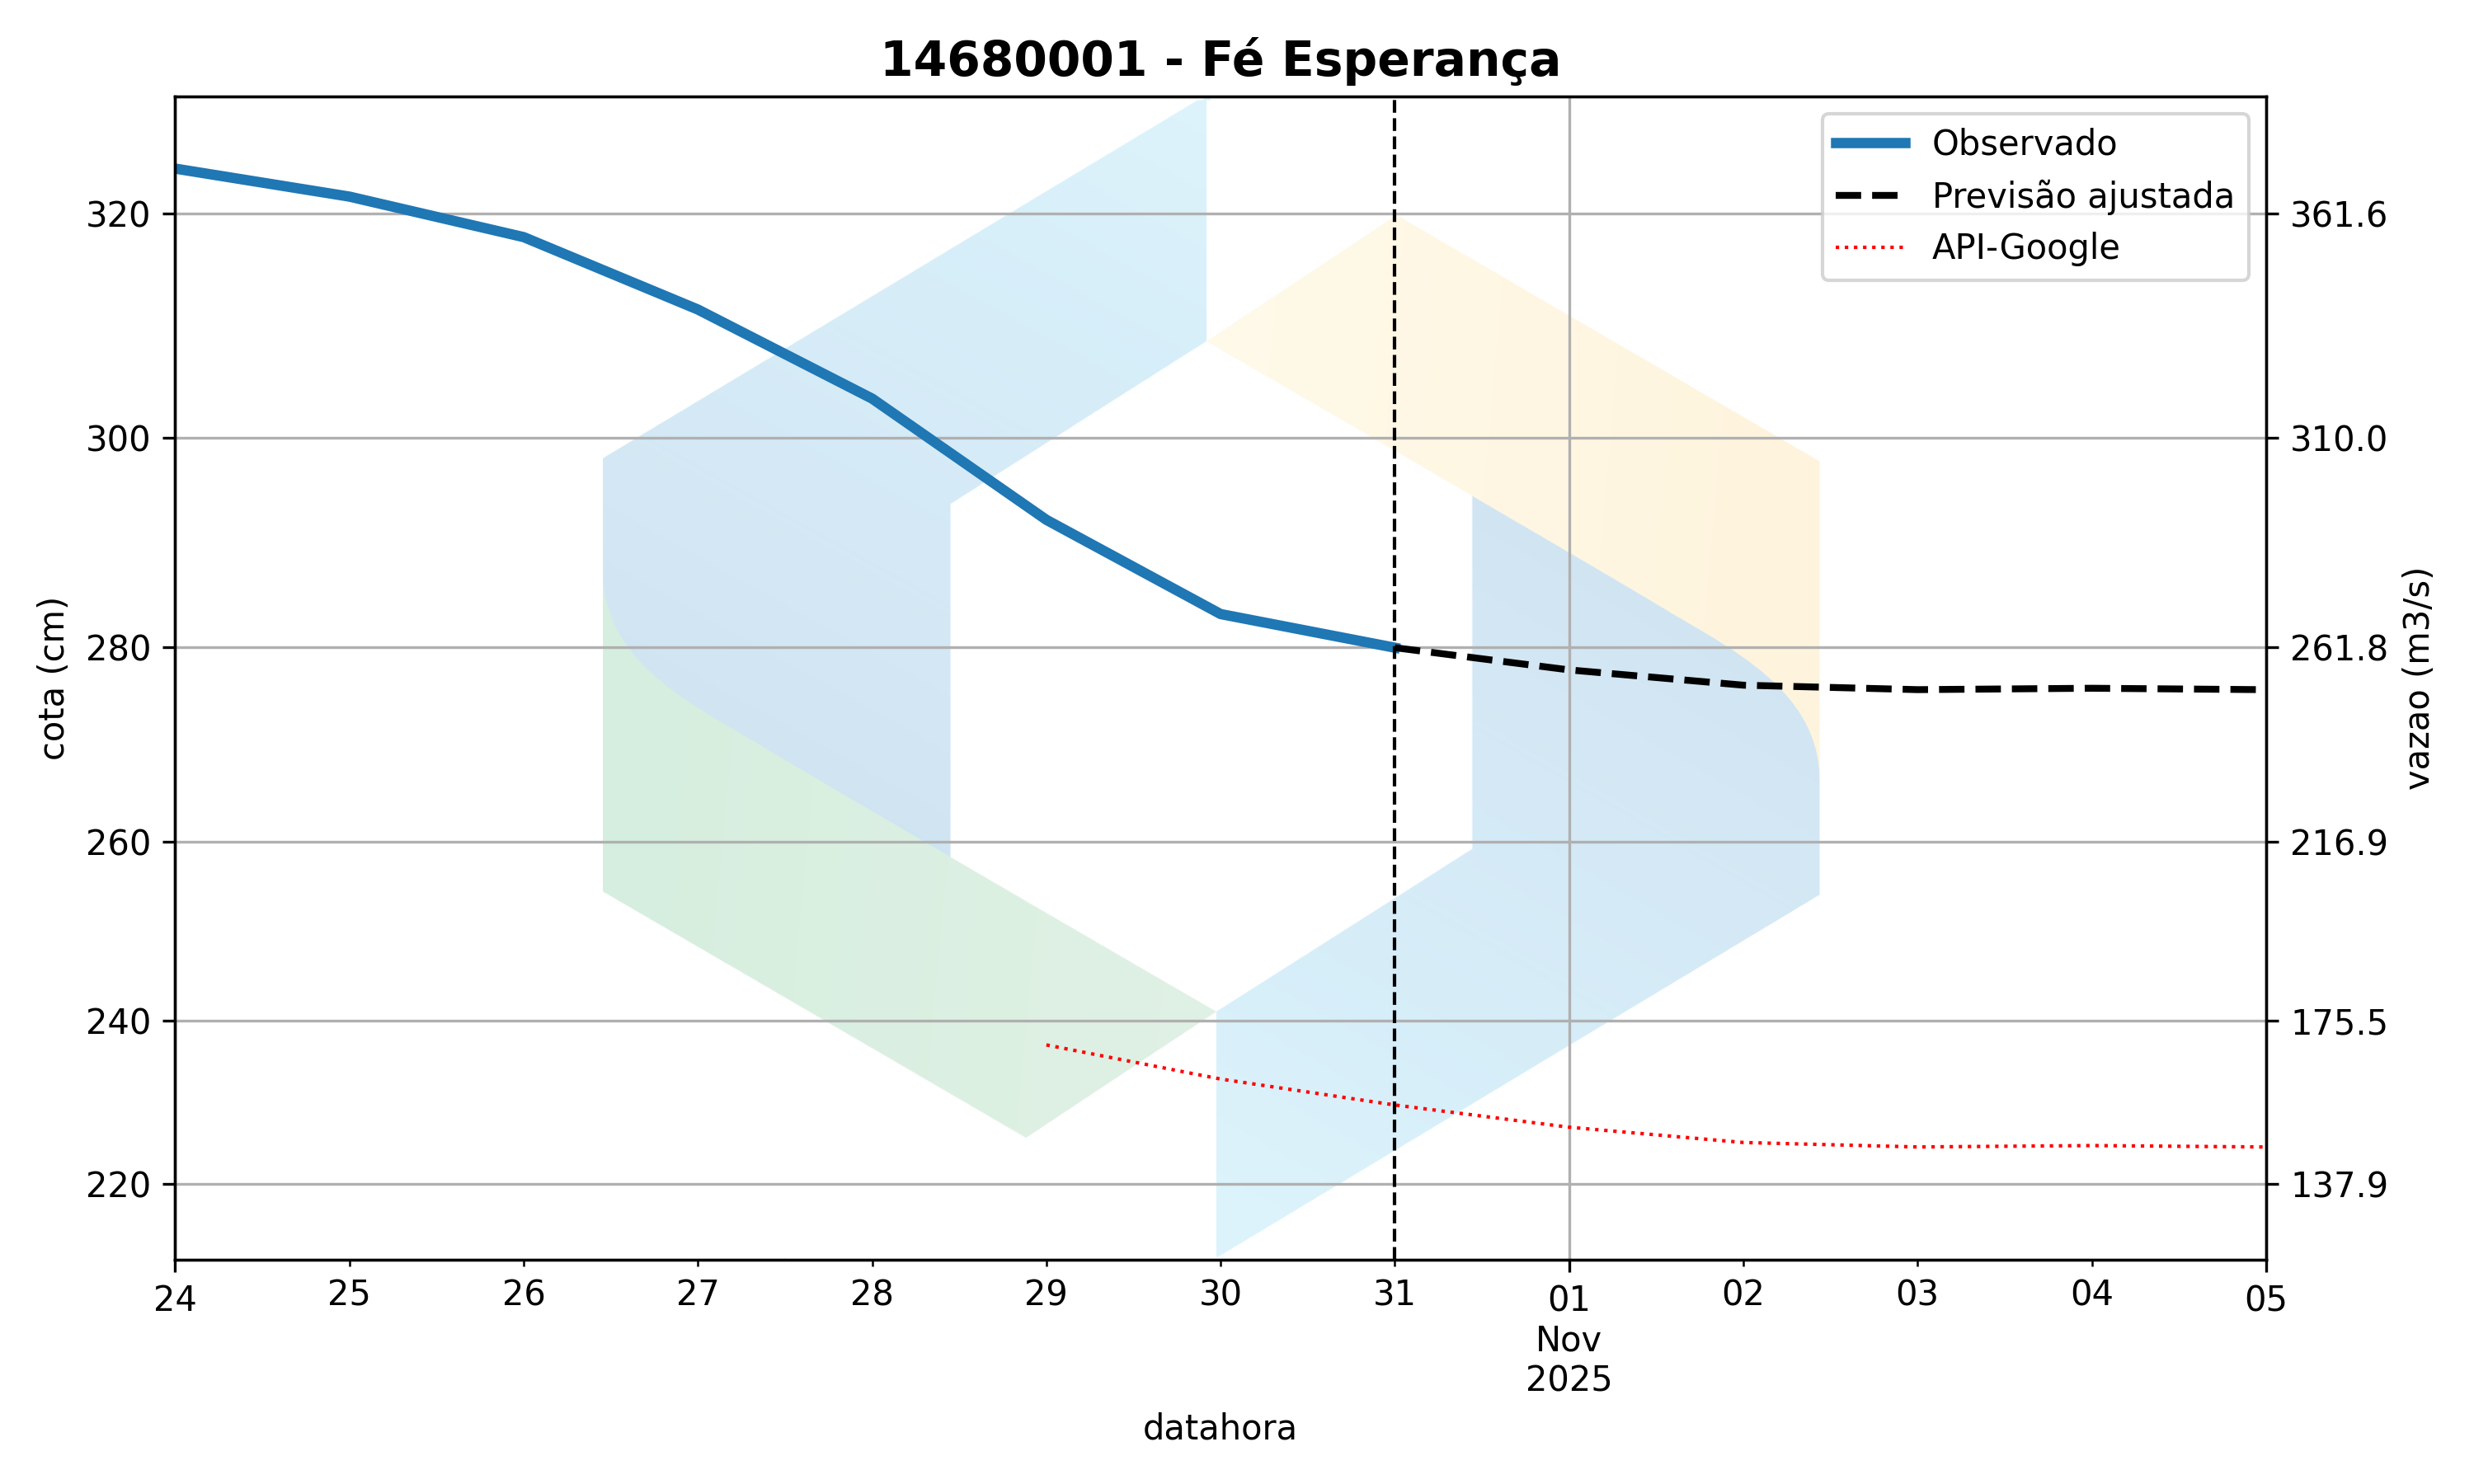 14680001 - Fé Esperança
Observado
Previsão ajustada
API-Google
cota (cm)
320
300
280
260
240
220
361.6
310.0
261.8
216.9
175.5
137.9
vazao (m3/s)
24 25 26 27 28 29 30 31 01 02 03 04 05
Nov
2025
datahora